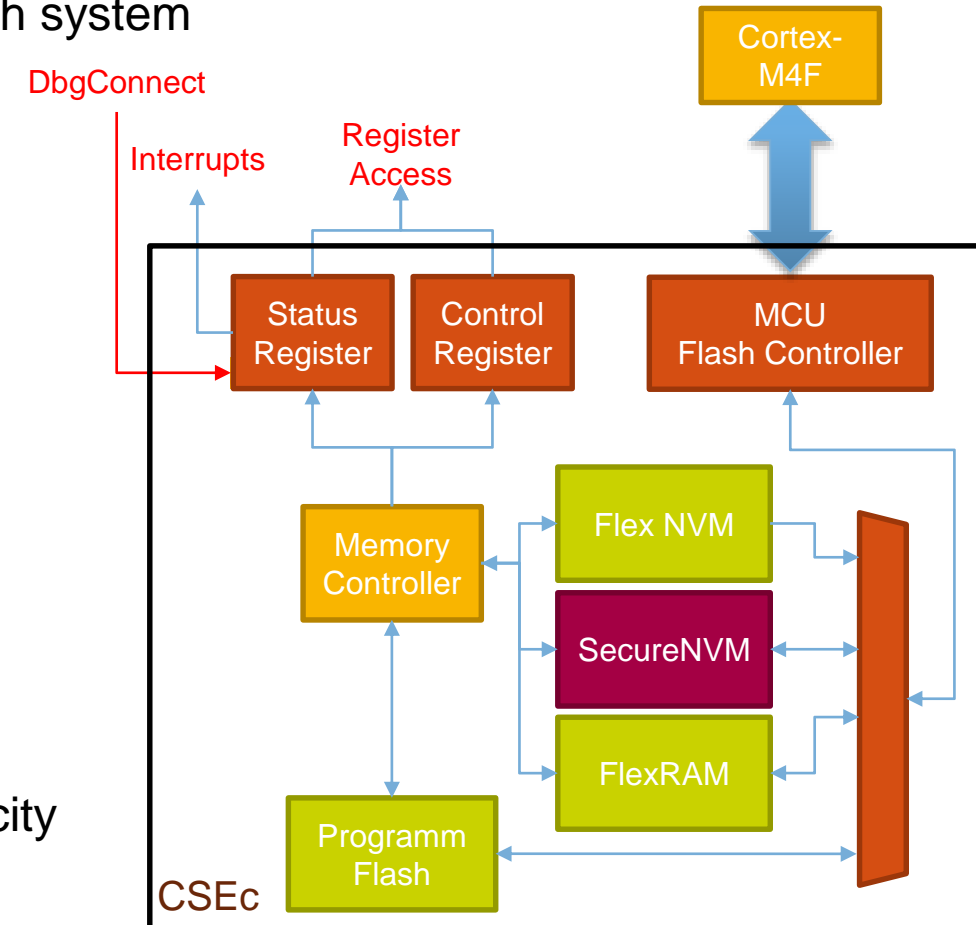 h system
Cortex-
M4F
DbgConnect
Interrupts
Register
Access
Status
Register
Control
Register
MCU
Flash Controller
Memory
Controller
Flex NVM
SecureNVM
FlexRAM
city
Programm
Flash
CSEc